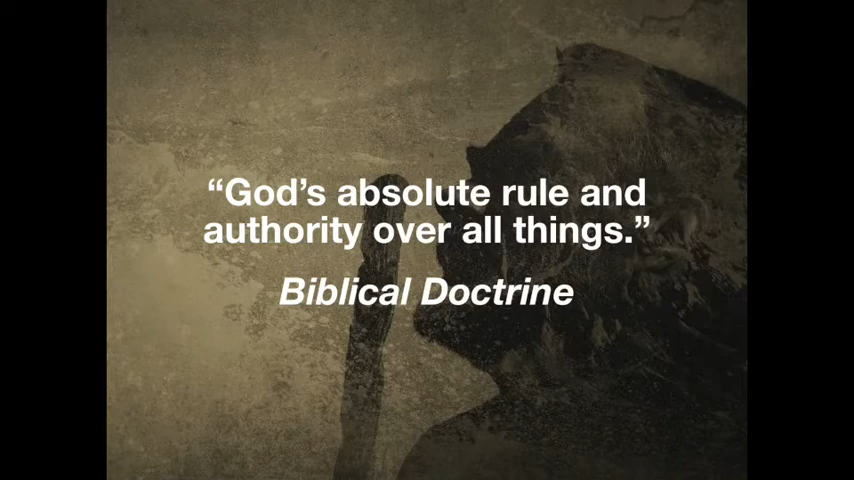 “God’s absolute rule and
authority over all things.”
Biblical Doctrine